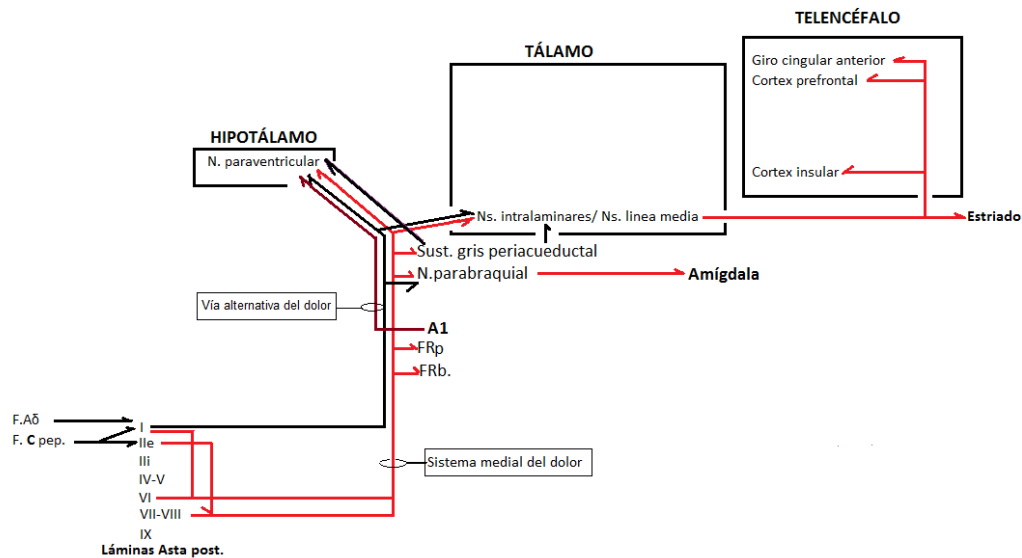 TELENCÉFALO
TÁLAMO
Giro cingular anterior
Cortex prefrontal
HIPOTÁLAMO
N. paraventricular
Cortex insular
Ns. intralaminares/ Ns. linea media
Estriado
Sust. gris periacueductal
N.parabraquial
Amígdala
Vía alternativa del dolor
A1
FRp
FRb.
F.Aδ
I
F. C pep.
IIe
IIi
Sistema medial del dolor
IV-V
VI
VII-VIII
IX
Láminas Asta post.